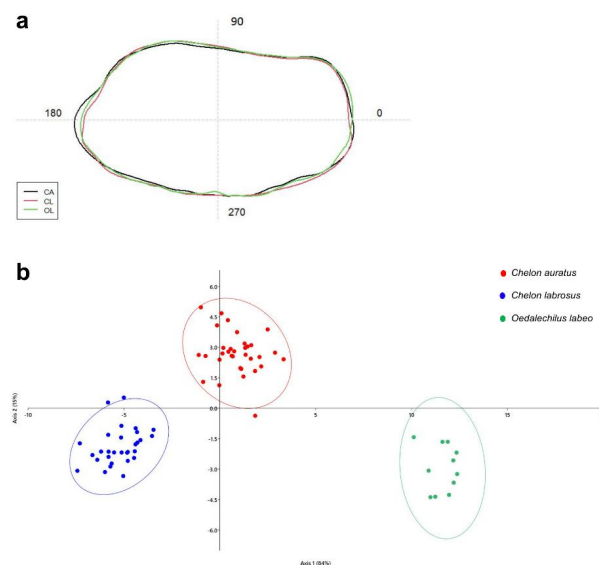 a
90
180
0
CA
CL
OL
270
b
Chelon auratus
Chelon labrosus
Oedalechilus labeo
6.0
4.5
3.0
1.5
-10
-5
0.0
5
10
15
-1.5
-3.0
-4.5
-6.0
Axis 2 (15%)
Axis 1 (84%)